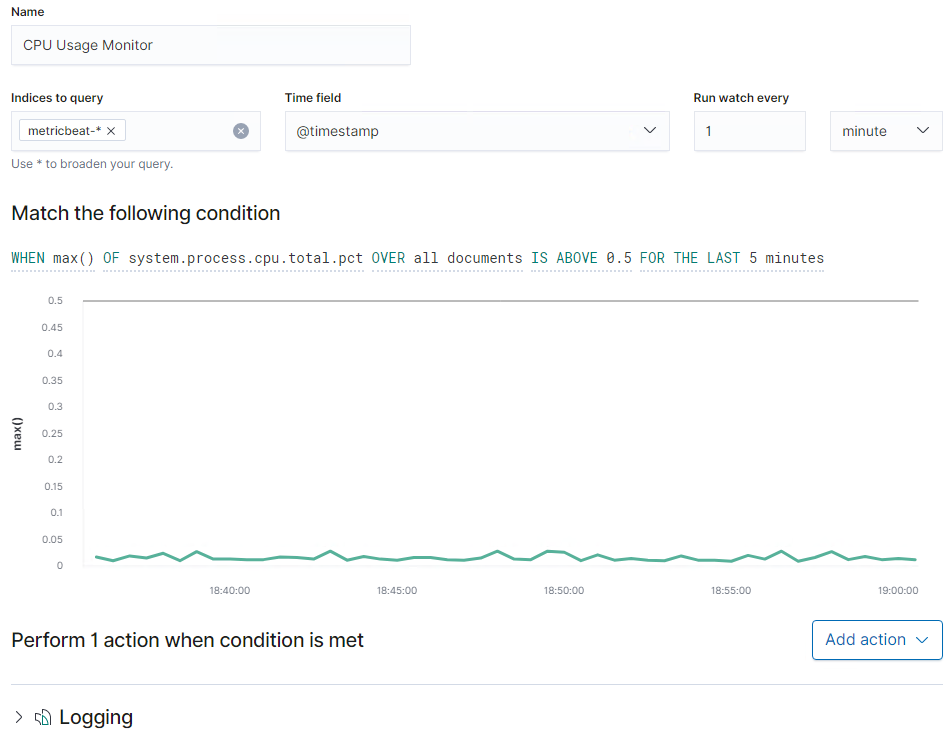 Name
CPU Usage Monitor
Indices to query
Time field
Run watch every
metricbeat-*
@timestamp
1
minute
Use * to broaden your query.
Match the following condition
WHEN max() OF system.process.cpu.total.pct OVER all documents IS ABOVE 0.5 FOR THE LAST 5 minutes
0.5
0.45
0.4
0.35
0.3
0.25
0.2
0.15
0.1
0.05
0
max()
18:40:00
18:45:00
18:50:00
18:55:00
19:00:00
Perform 1 action when condition is met
Add action
Logging